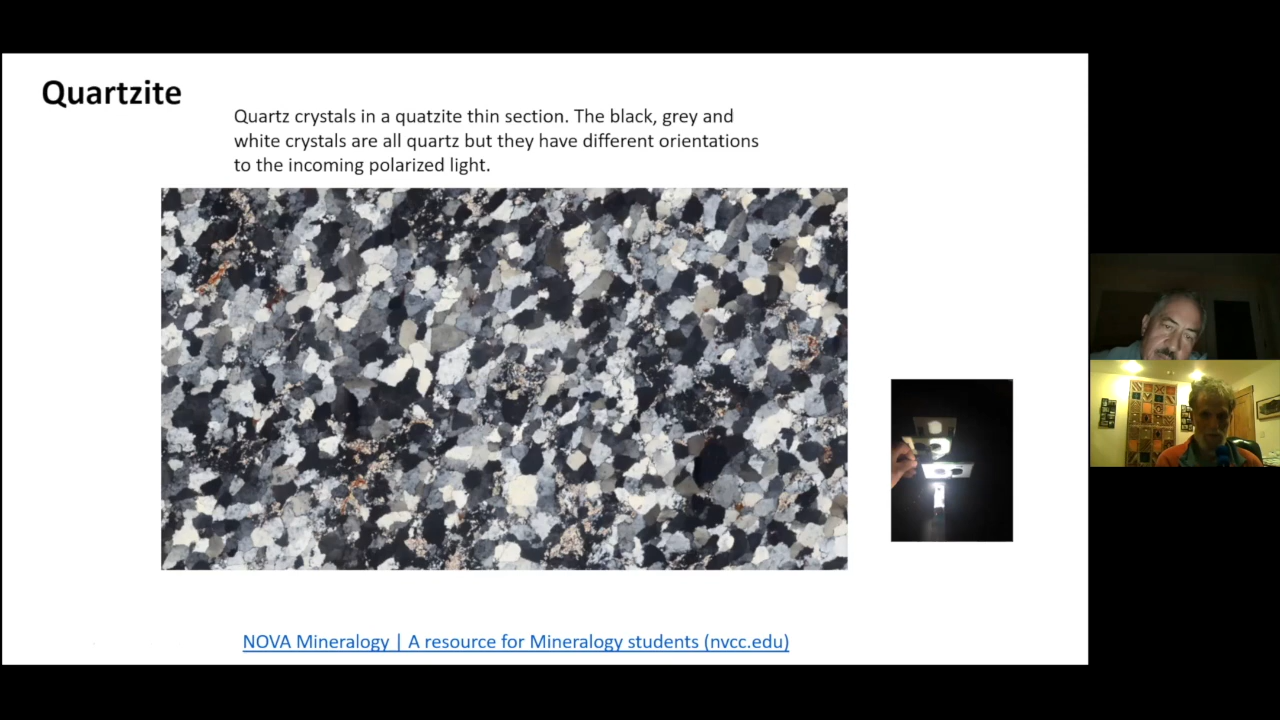 Quartzite
Quartz crystals in a quatzite thin section. The black, grey and
white crystals are all quartz but they have different orientations
to the incoming polarized light.
NOVA Mineralogy | A resource for Mineralogy students (nvcc.edu)